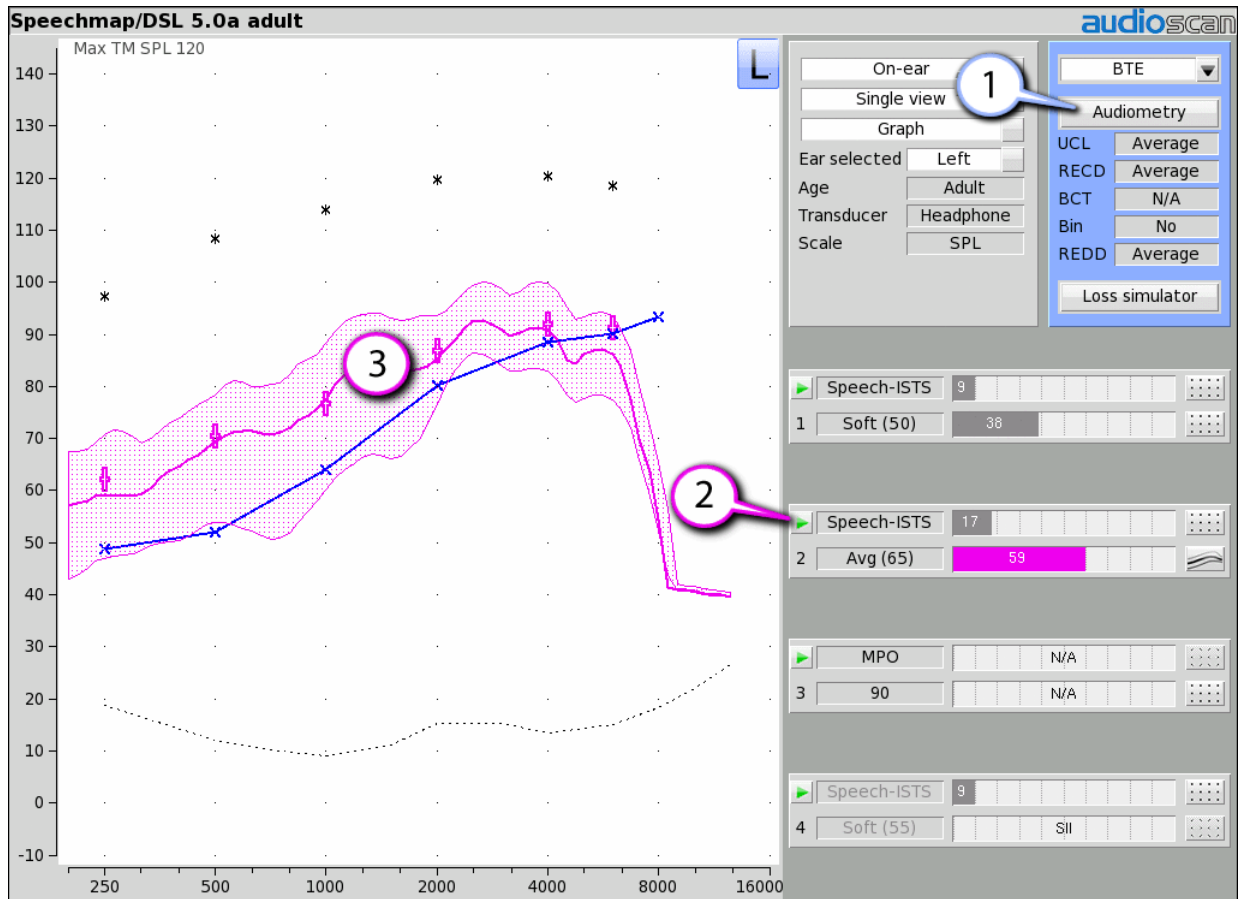 Speechmap/DSL 5.0a adult
audioscan
Max TM SPL 120
L
140
130
120
110
100
90
80
70
60
50
40
30
20
10
0
-10
250 500 1000 2000 4000 8000 16000
3
2
1
On-ear
Single view
Graph
Ear selected Left
Age Adult
Transducer Headphone
Scale SPL
BTE
Audiometry
UCL Average
RECD Average
BCT N/A
Bin No
REDD Average
Loss simulator
Speech-ISTS 9
1 Soft (50) 38
Speech-ISTS 17
2 Avg (65) 59
MPO N/A
3 90 N/A
Speech-ISTS 9
4 Soft (55) SII